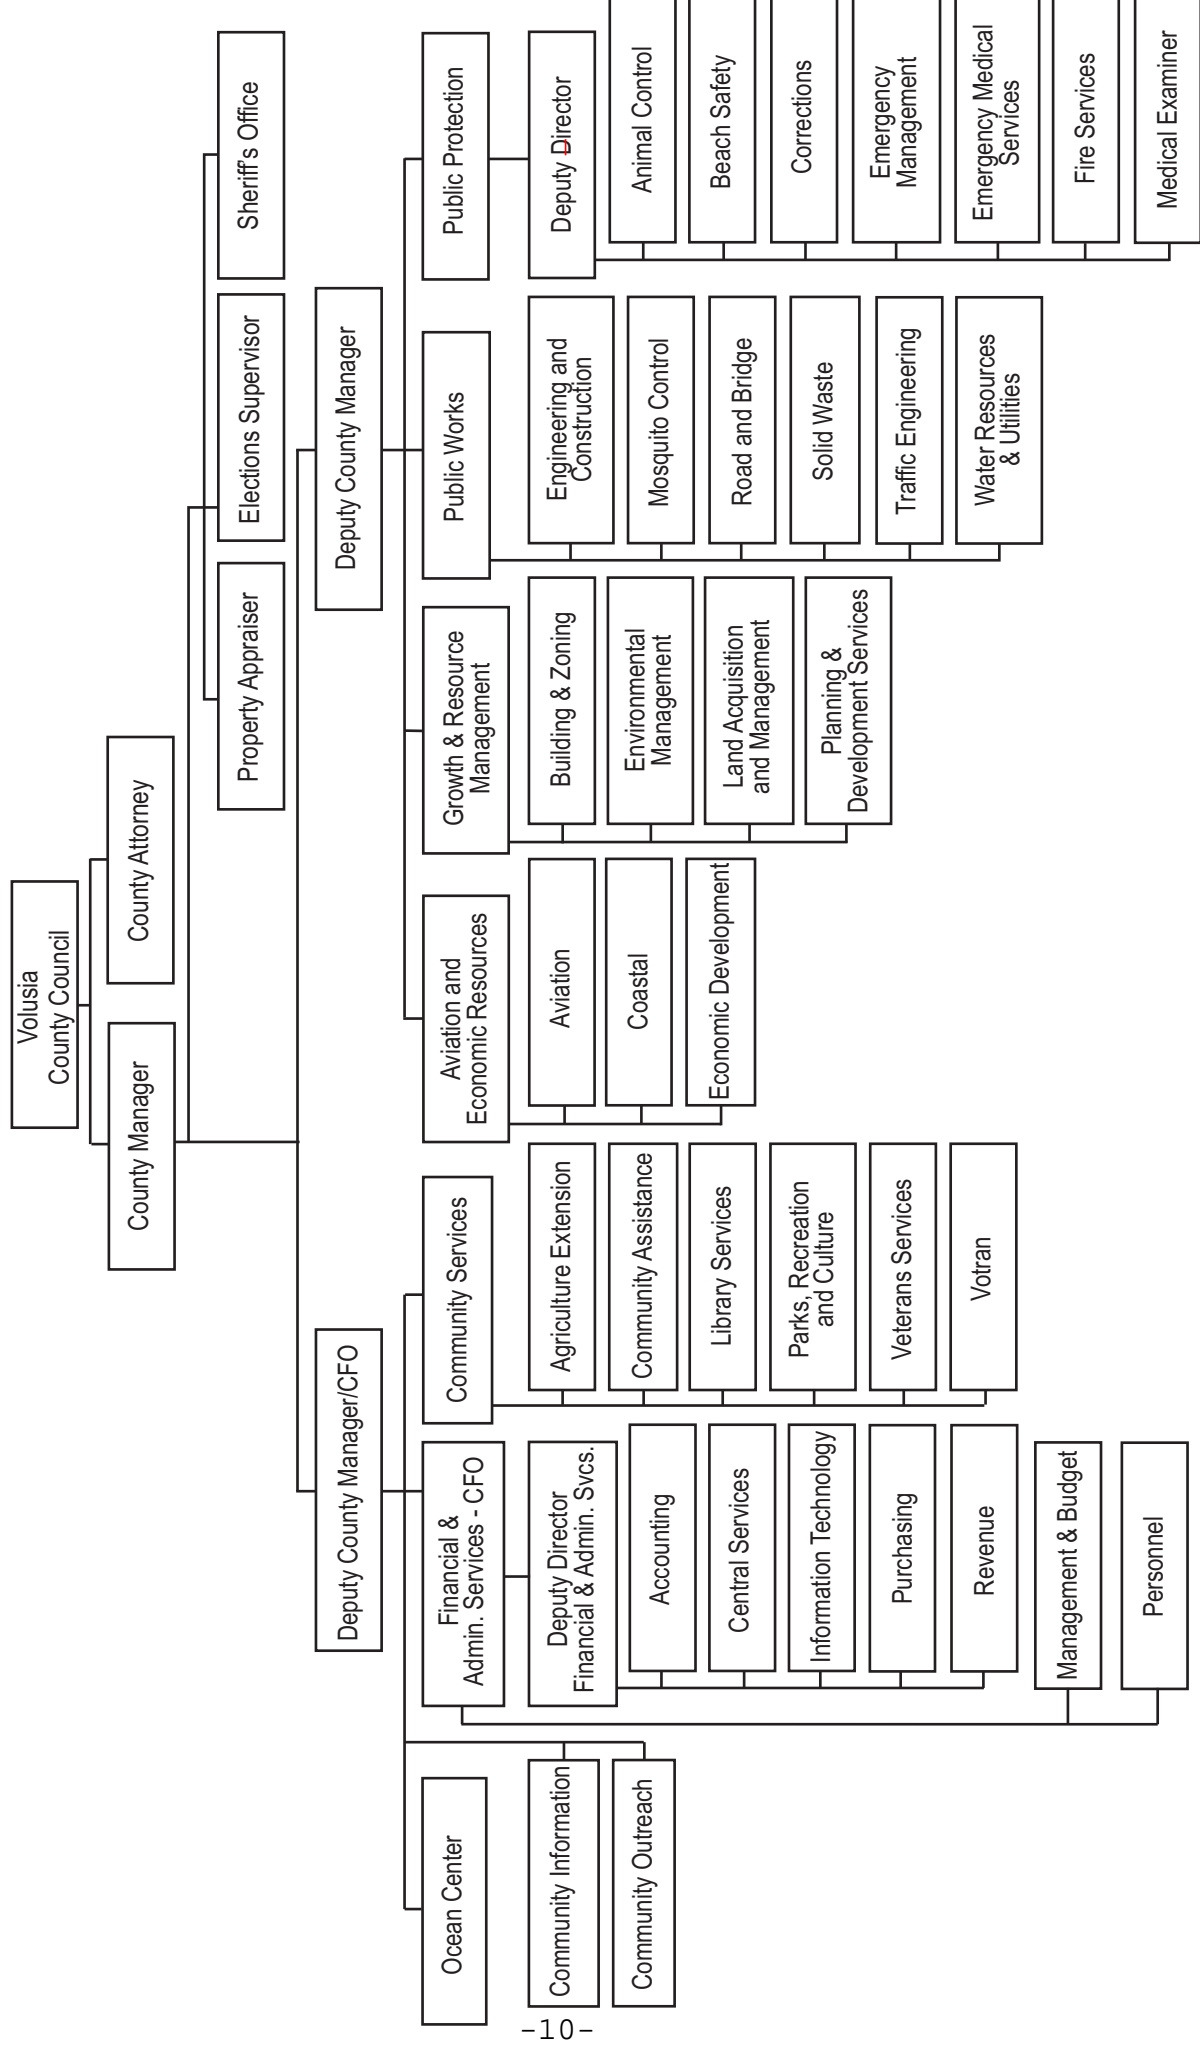 Volusia
County Council
County Manager
County Attorney
Property Appraiser
Elections Supervisor
Sheriff's Office
Deputy County Manager/CFO
Deputy County Manager
Ocean Center
Community Information
Community Outreach
Financial &
Admin. Services - CFO
Deputy Director
Financial & Admin. Svcs.
Accounting
Central Services
Information Technology
Purchasing
Revenue
Management & Budget
Personnel
Community Services
Agriculture Extension
Community Assistance
Library Services
Parks, Recreation
and Culture
Veterans Services
Votran
Aviation and
Economic Resources
Aviation
Coastal
Economic Development
Growth & Resource
Management
Building & Zoning
Environmental
Management
Land Acquisition
and Management
Planning &
Development Services
Public Works
Engineering and
Construction
Mosquito Control
Road and Bridge
Solid Waste
Traffic Engineering
Water Resources
& Utilities
Public Protection
Deputy Director
Animal Control
Beach Safety
Corrections
Emergency
Management
Emergency Medical
Services
Fire Services
Medical Examiner
-10-